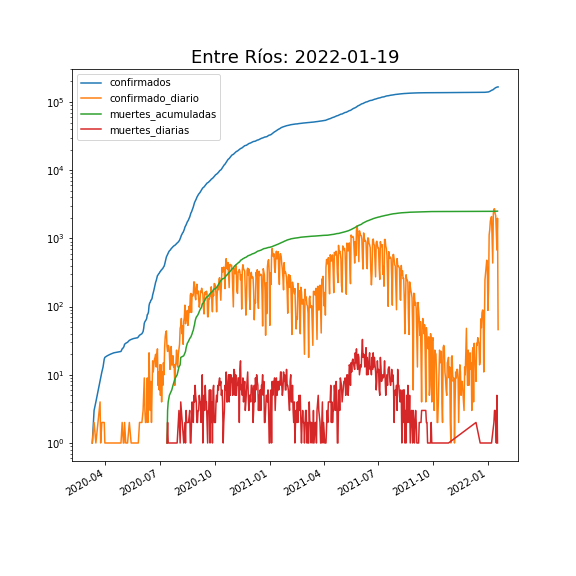 Entre Ríos: 2022-01-19
confirmados
confirmado_diario
muertes_acumuladas
muertes_diarias
10⁵
10⁴
10³
10²
10¹
10⁰
2020-04 2020-07 2020-10 2021-01 2021-04 2021-07 2021-10 2022-01